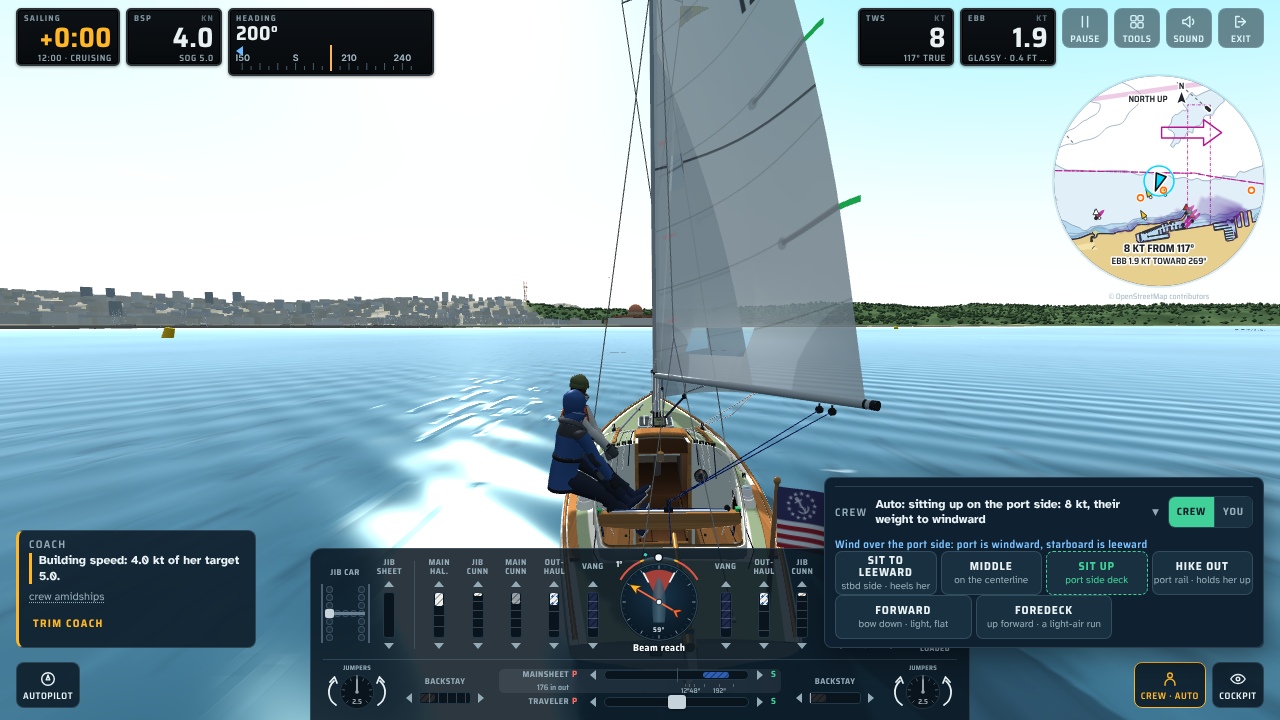 SAILING
+0:00
12:00 · CRUISING
BSP KN
4.0
SOG 5.0
HEADING
200°
150 S 210 240
TWS KT
8
117° TRUE
EBB KT
1.9
GLASSY · 0.4 FT ...
PAUSE
TOOLS
SOUND
EXIT
N
NORTH UP
8 KT FROM 117°
EBB 1.9 KT TOWARD 269°
© OpenStreetMap contributors
COACH
Building speed: 4.0 kt of her target
5.0.
crew amidships
TRIM COACH
AUTOPILOT
CREW
Auto: sitting up on the port side: 8 kt, their
weight to windward
CREW YOU
Wind over the port side: port is windward, starboard is leeward
SIT TO
LEEWARD
stbd side · heels her
MIDDLE
on the centerline
SIT UP
port side deck
HIKE OUT
port rail · holds her up
FORWARD
bow down · light, flat
FOREDECK
up forward · a light-air run
JIB CAR
JIB
SHEET
MAIN
HAL.
JIB
CUNN
MAIN
CUNN
OUT-
HAUL
VANG
1°
59°
Beam reach
VANG
OUT-
HAUL
JIB
CUNN
LOADED
JUMPERS
2.5
BACKSTAY
MAINSHEET P S
176 in out
12"48" 192"
TRAVELER P S
BACKSTAY
JUMPERS
2.5
CREW · AUTO
COCKPIT